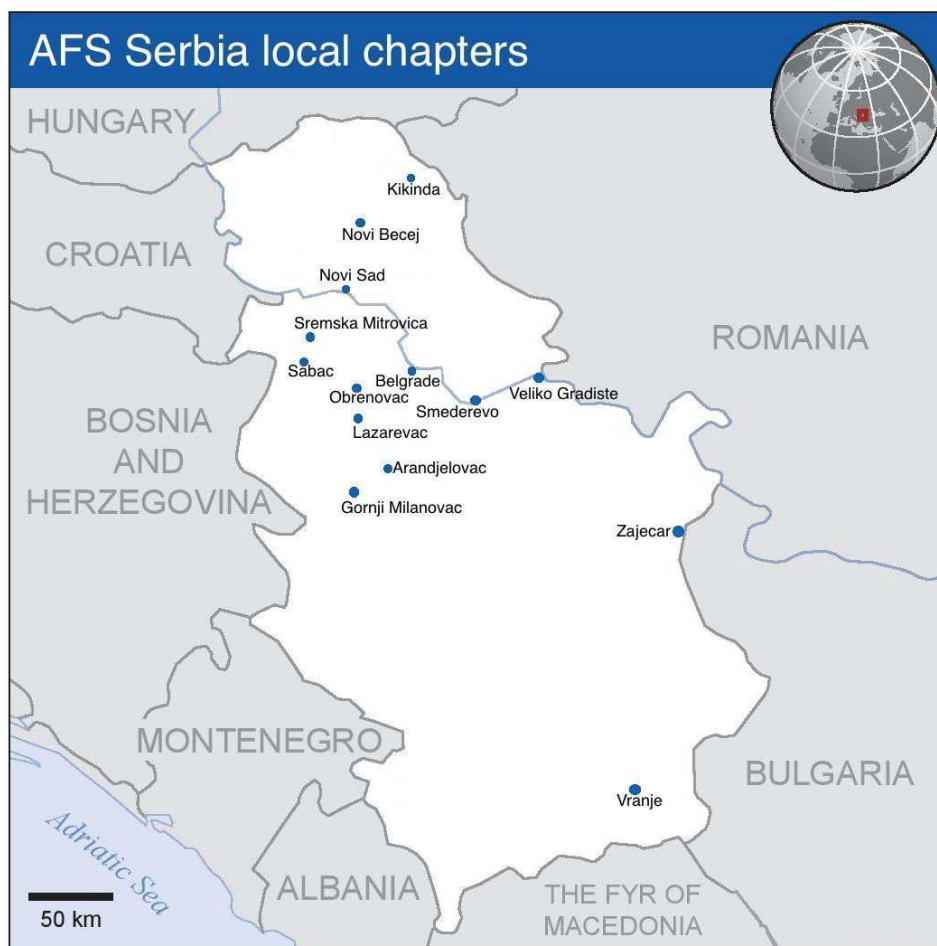 AFS Serbia local chapters
HUNGARY
Kikinda
CROATIA
Novi Becej
Novi Sad
ROMANIA
Sremska Mitrovica
Sabac
Belgrade
Obrenovac
Veliko Gradiste
Smederevo
BOSNIA
AND
HERZEGOVINA
Lazarevac
Arandjelovac
Gornji Milanovac
Zajecar
MONTENEGRO
BULGARIA
Vranje
Adriatic Sea
ALBANIA
THE FYR OF
MACEDONIA
50 km